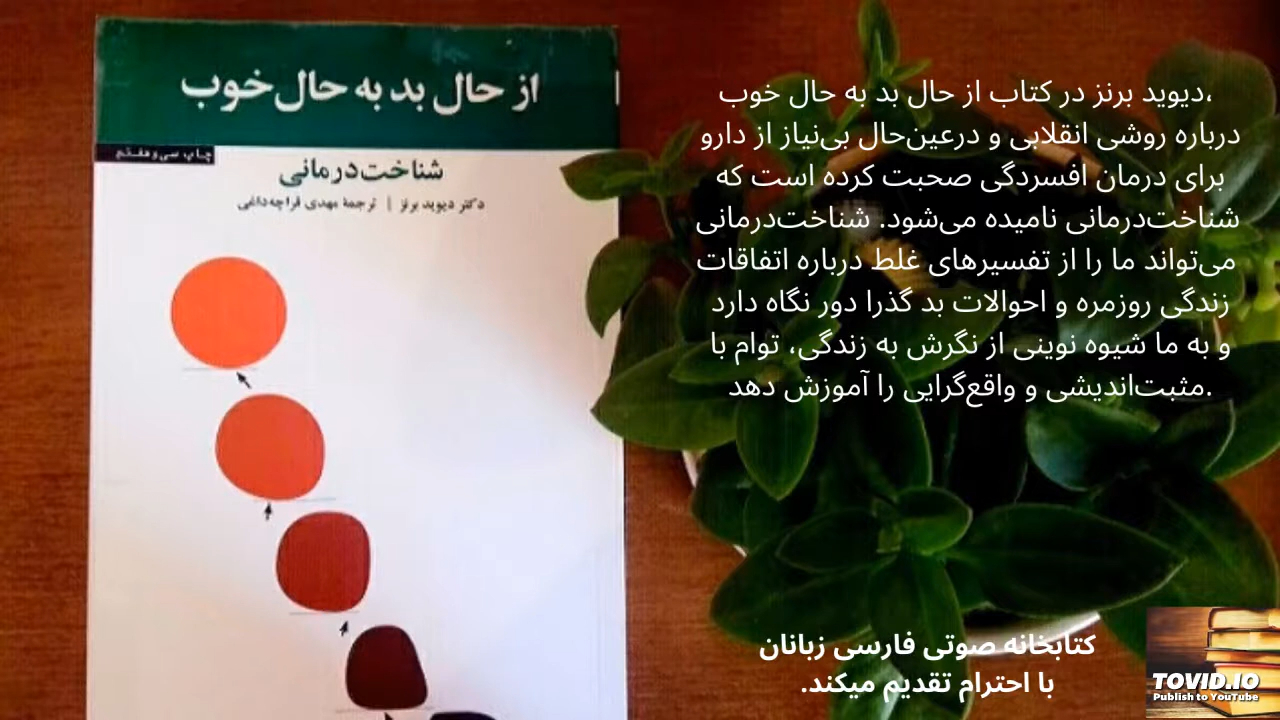 از حال بد به حال خوب
چاپ سی و هفتم
شناخت‌درمانی
دکتر دیوید برنز | ترجمهٔ مهدی قراچه‌داغی
دیوید برنز در کتاب از حال بد به حال خوب،
درباره روشی انقلابی و درعین‌حال بی‌نیاز از دارو
برای درمان افسردگی صحبت کرده است که
شناخت‌درمانی نامیده می‌شود. شناخت‌درمانی
می‌تواند ما را از تفسیرهای غلط درباره اتفاقات
زندگی روزمره و احوالات بد گذرا دور نگاه دارد
و به ما شیوه نوینی از نگرش به زندگی، توام با
مثبت‌اندیشی و واقع‌گرایی را آموزش دهد.
کتابخانه صوتی فارسی زبانان
با احترام تقدیم میکند.
TOVID.IO
Publish to YouTube